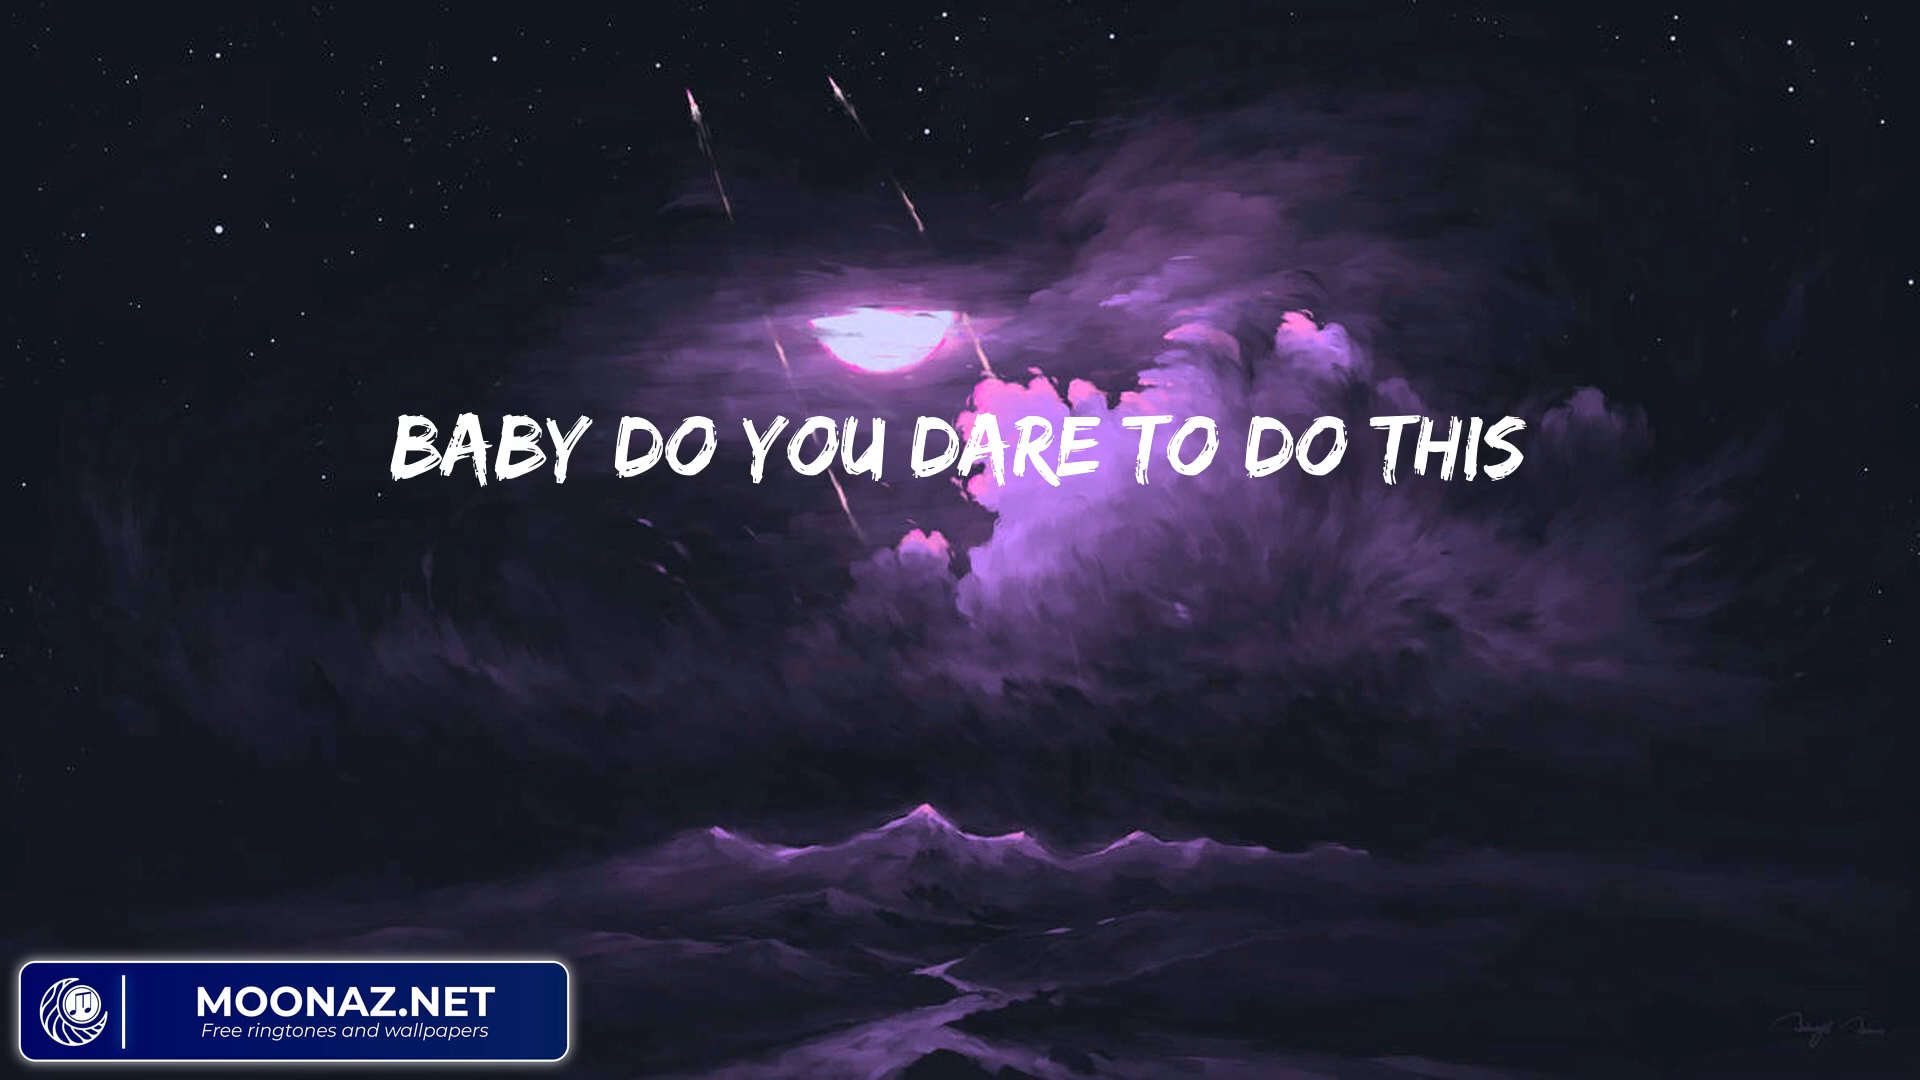 BABY DO YOU DARE TO DO THIS
MOONAZ.NET
Free ringtones and wallpapers